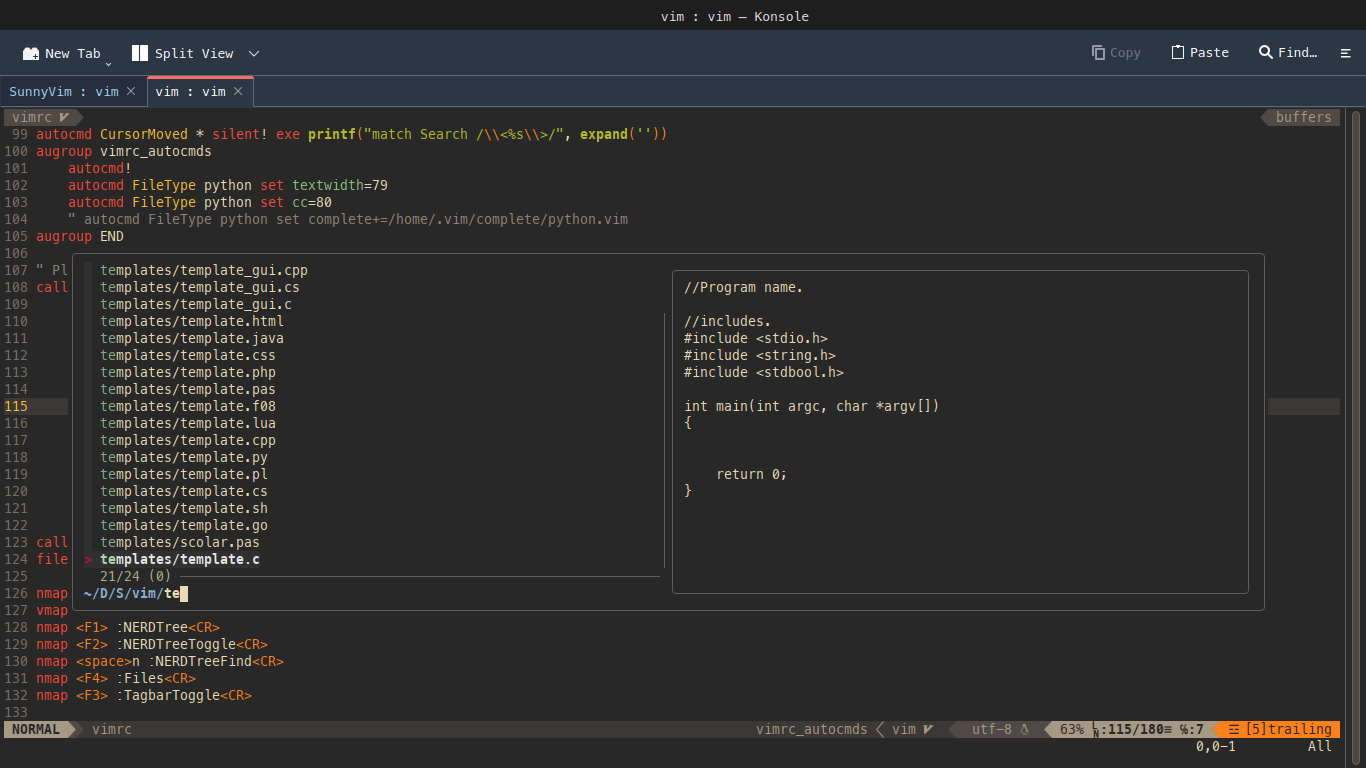 vim : vim — Konsole
New Tab Split View Copy Paste Find…
SunnyVim : vim vim : vim
vimrc buffers
99 autocmd CursorMoved * silent! exe printf("match Search /\\<%s\\>/", expand(''))
100 augroup vimrc_autocmds
101 autocmd!
102 autocmd FileType python set textwidth=79
103 autocmd FileType python set cc=80
104 " autocmd FileType python set complete+=/home/.vim/complete/python.vim
105 augroup END
106
107 " Pl templates/template_gui.cpp
108 call templates/template_gui.cs //Program name.
109 templates/template_gui.c
110 templates/template.html //includes.
111 templates/template.java #include <stdio.h>
112 templates/template.css #include <string.h>
113 templates/template.php #include <stdbool.h>
114 templates/template.pas
115 templates/template.f08 int main(int argc, char *argv[])
116 templates/template.lua {
117 templates/template.cpp
118 templates/template.py
119 templates/template.pl return 0;
120 templates/template.cs }
121 templates/template.sh
122 templates/template.go
123 call templates/scolar.pas
124 file > templates/template.c
125 21/24 (0)
126 nmap ~/D/S/vim/te
127 vmap
128 nmap <F1> :NERDTree<CR>
129 nmap <F2> :NERDTreeToggle<CR>
130 nmap <space>n :NERDTreeFind<CR>
131 nmap <F4> :Files<CR>
132 nmap <F3> :TagbarToggle<CR>
133
NORMAL vimrc vimrc_autocmds vim utf-8 63% LN:115/180≡ ℅:7 ☲ [5]trailing
0,0-1 All